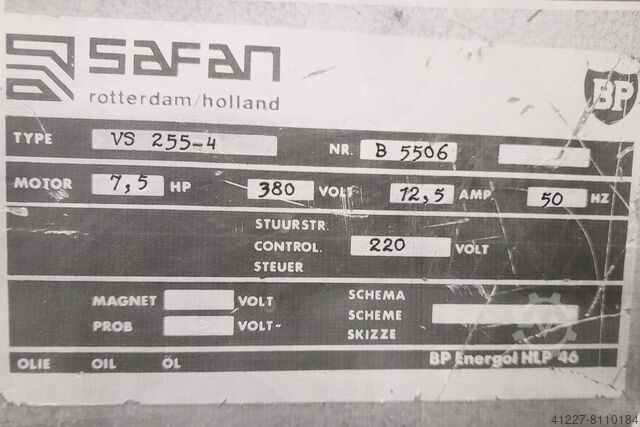 SAFAN
rotterdam/holland
BP
TYPE VS 255-4 NR. B 5506
MOTOR 7,5 HP 380 VOLT 12,5 AMP. 50 HZ
STUURSTR.
CONTROL. 220 VOLT
STEUER
MAGNET VOLT SCHEMA
PROB VOLT~ SCHEME
SKIZZE
OLIE OIL ÖL BP Energol HLP 46
41227-8110184